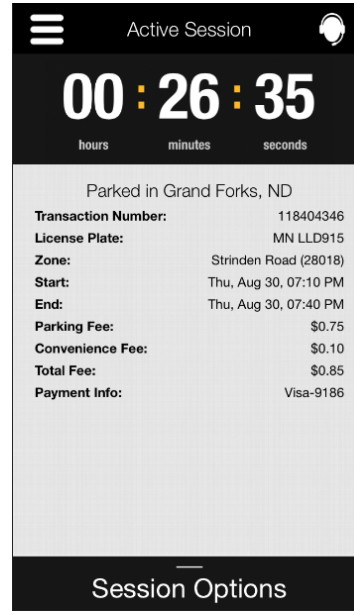 Active Session
00 : 26 : 35
hours minutes seconds
Parked in Grand Forks, ND
Transaction Number: 118404346
License Plate: MN LLD915
Zone: Strinden Road (28018)
Start: Thu, Aug 30, 07:10 PM
End: Thu, Aug 30, 07:40 PM
Parking Fee: $0.75
Convenience Fee: $0.10
Total Fee: $0.85
Payment Info: Visa-9186
Session Options